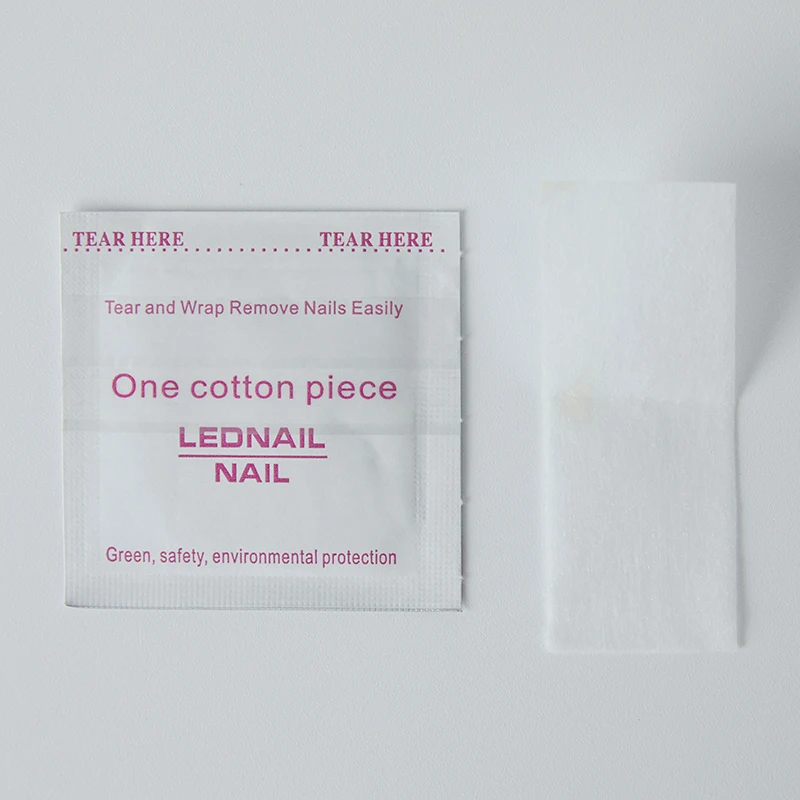 TEAR HERE TEAR HERE
Tear and Wrap Remove Nails Easily
One cotton piece
LEDNAIL
NAIL
Green, safety, environmental protection